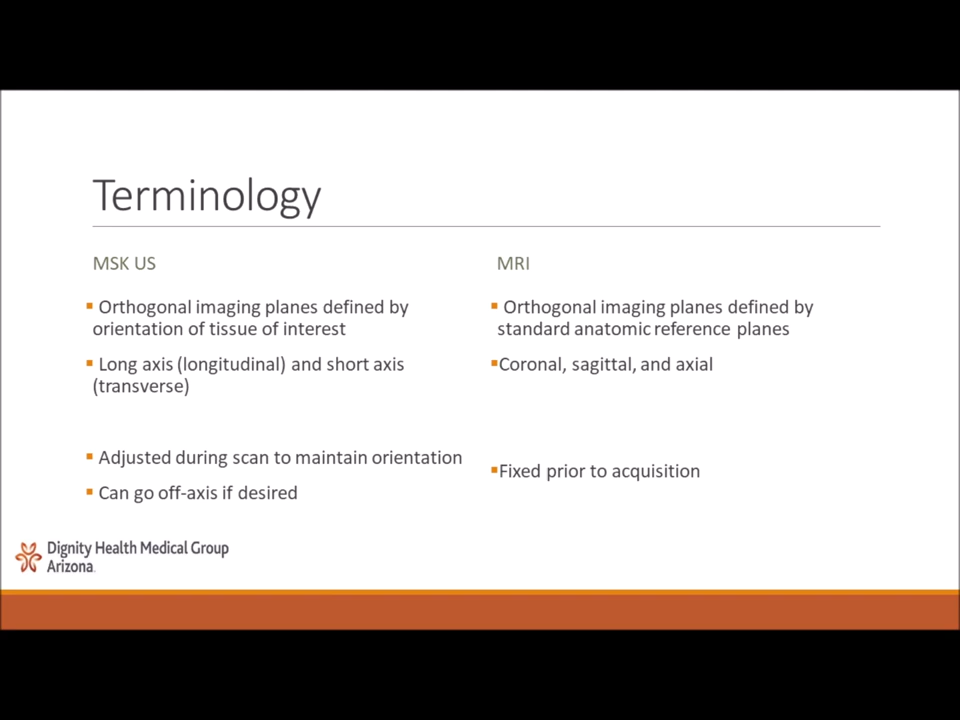 Terminology
MSK US
▪ Orthogonal imaging planes defined by
orientation of tissue of interest
▪ Long axis (longitudinal) and short axis
(transverse)
▪ Adjusted during scan to maintain orientation
▪ Can go off-axis if desired
MRI
▪ Orthogonal imaging planes defined by
standard anatomic reference planes
▪Coronal, sagittal, and axial
▪Fixed prior to acquisition
Dignity Health Medical Group
Arizona.